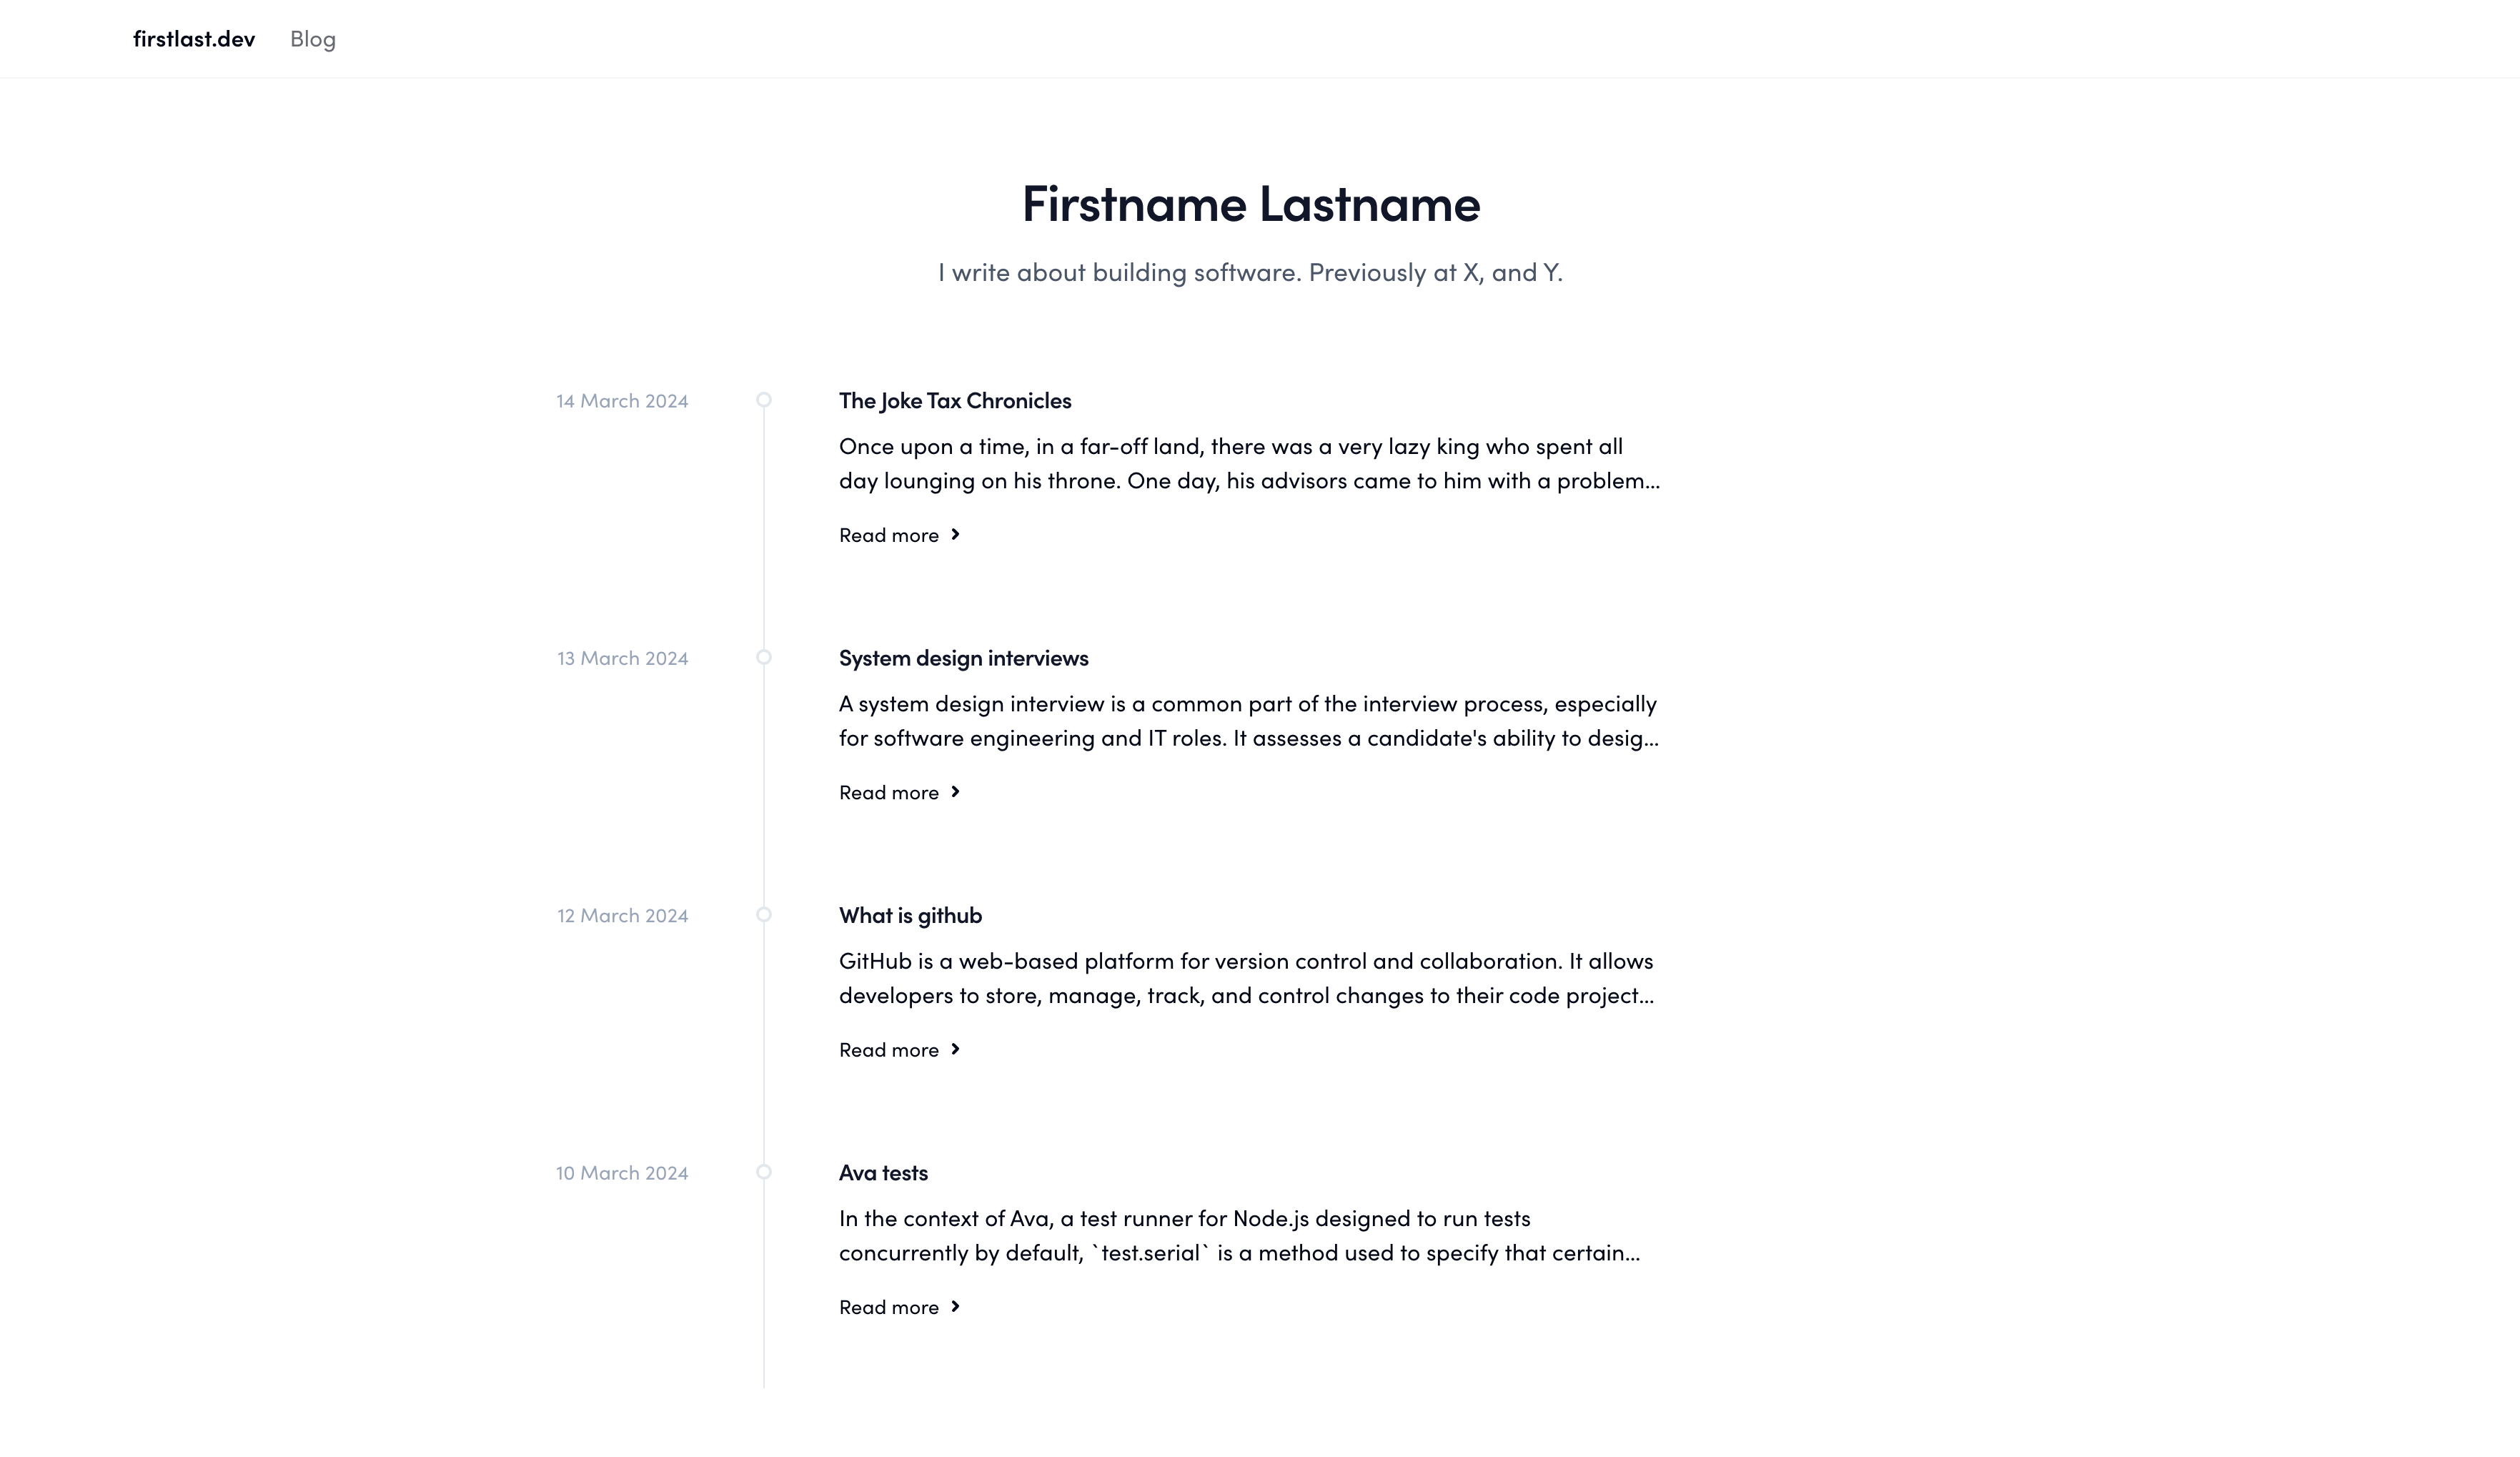 firstlast.dev Blog
Firstname Lastname
I write about building software. Previously at X, and Y.
14 March 2024
The Joke Tax Chronicles
Once upon a time, in a far-off land, there was a very lazy king who spent all
day lounging on his throne. One day, his advisors came to him with a problem...
Read more
13 March 2024
System design interviews
A system design interview is a common part of the interview process, especially
for software engineering and IT roles. It assesses a candidate's ability to desig...
Read more
12 March 2024
What is github
GitHub is a web-based platform for version control and collaboration. It allows
developers to store, manage, track, and control changes to their code project...
Read more
10 March 2024
Ava tests
In the context of Ava, a test runner for Node.js designed to run tests
concurrently by default, `test.serial` is a method used to specify that certain...
Read more